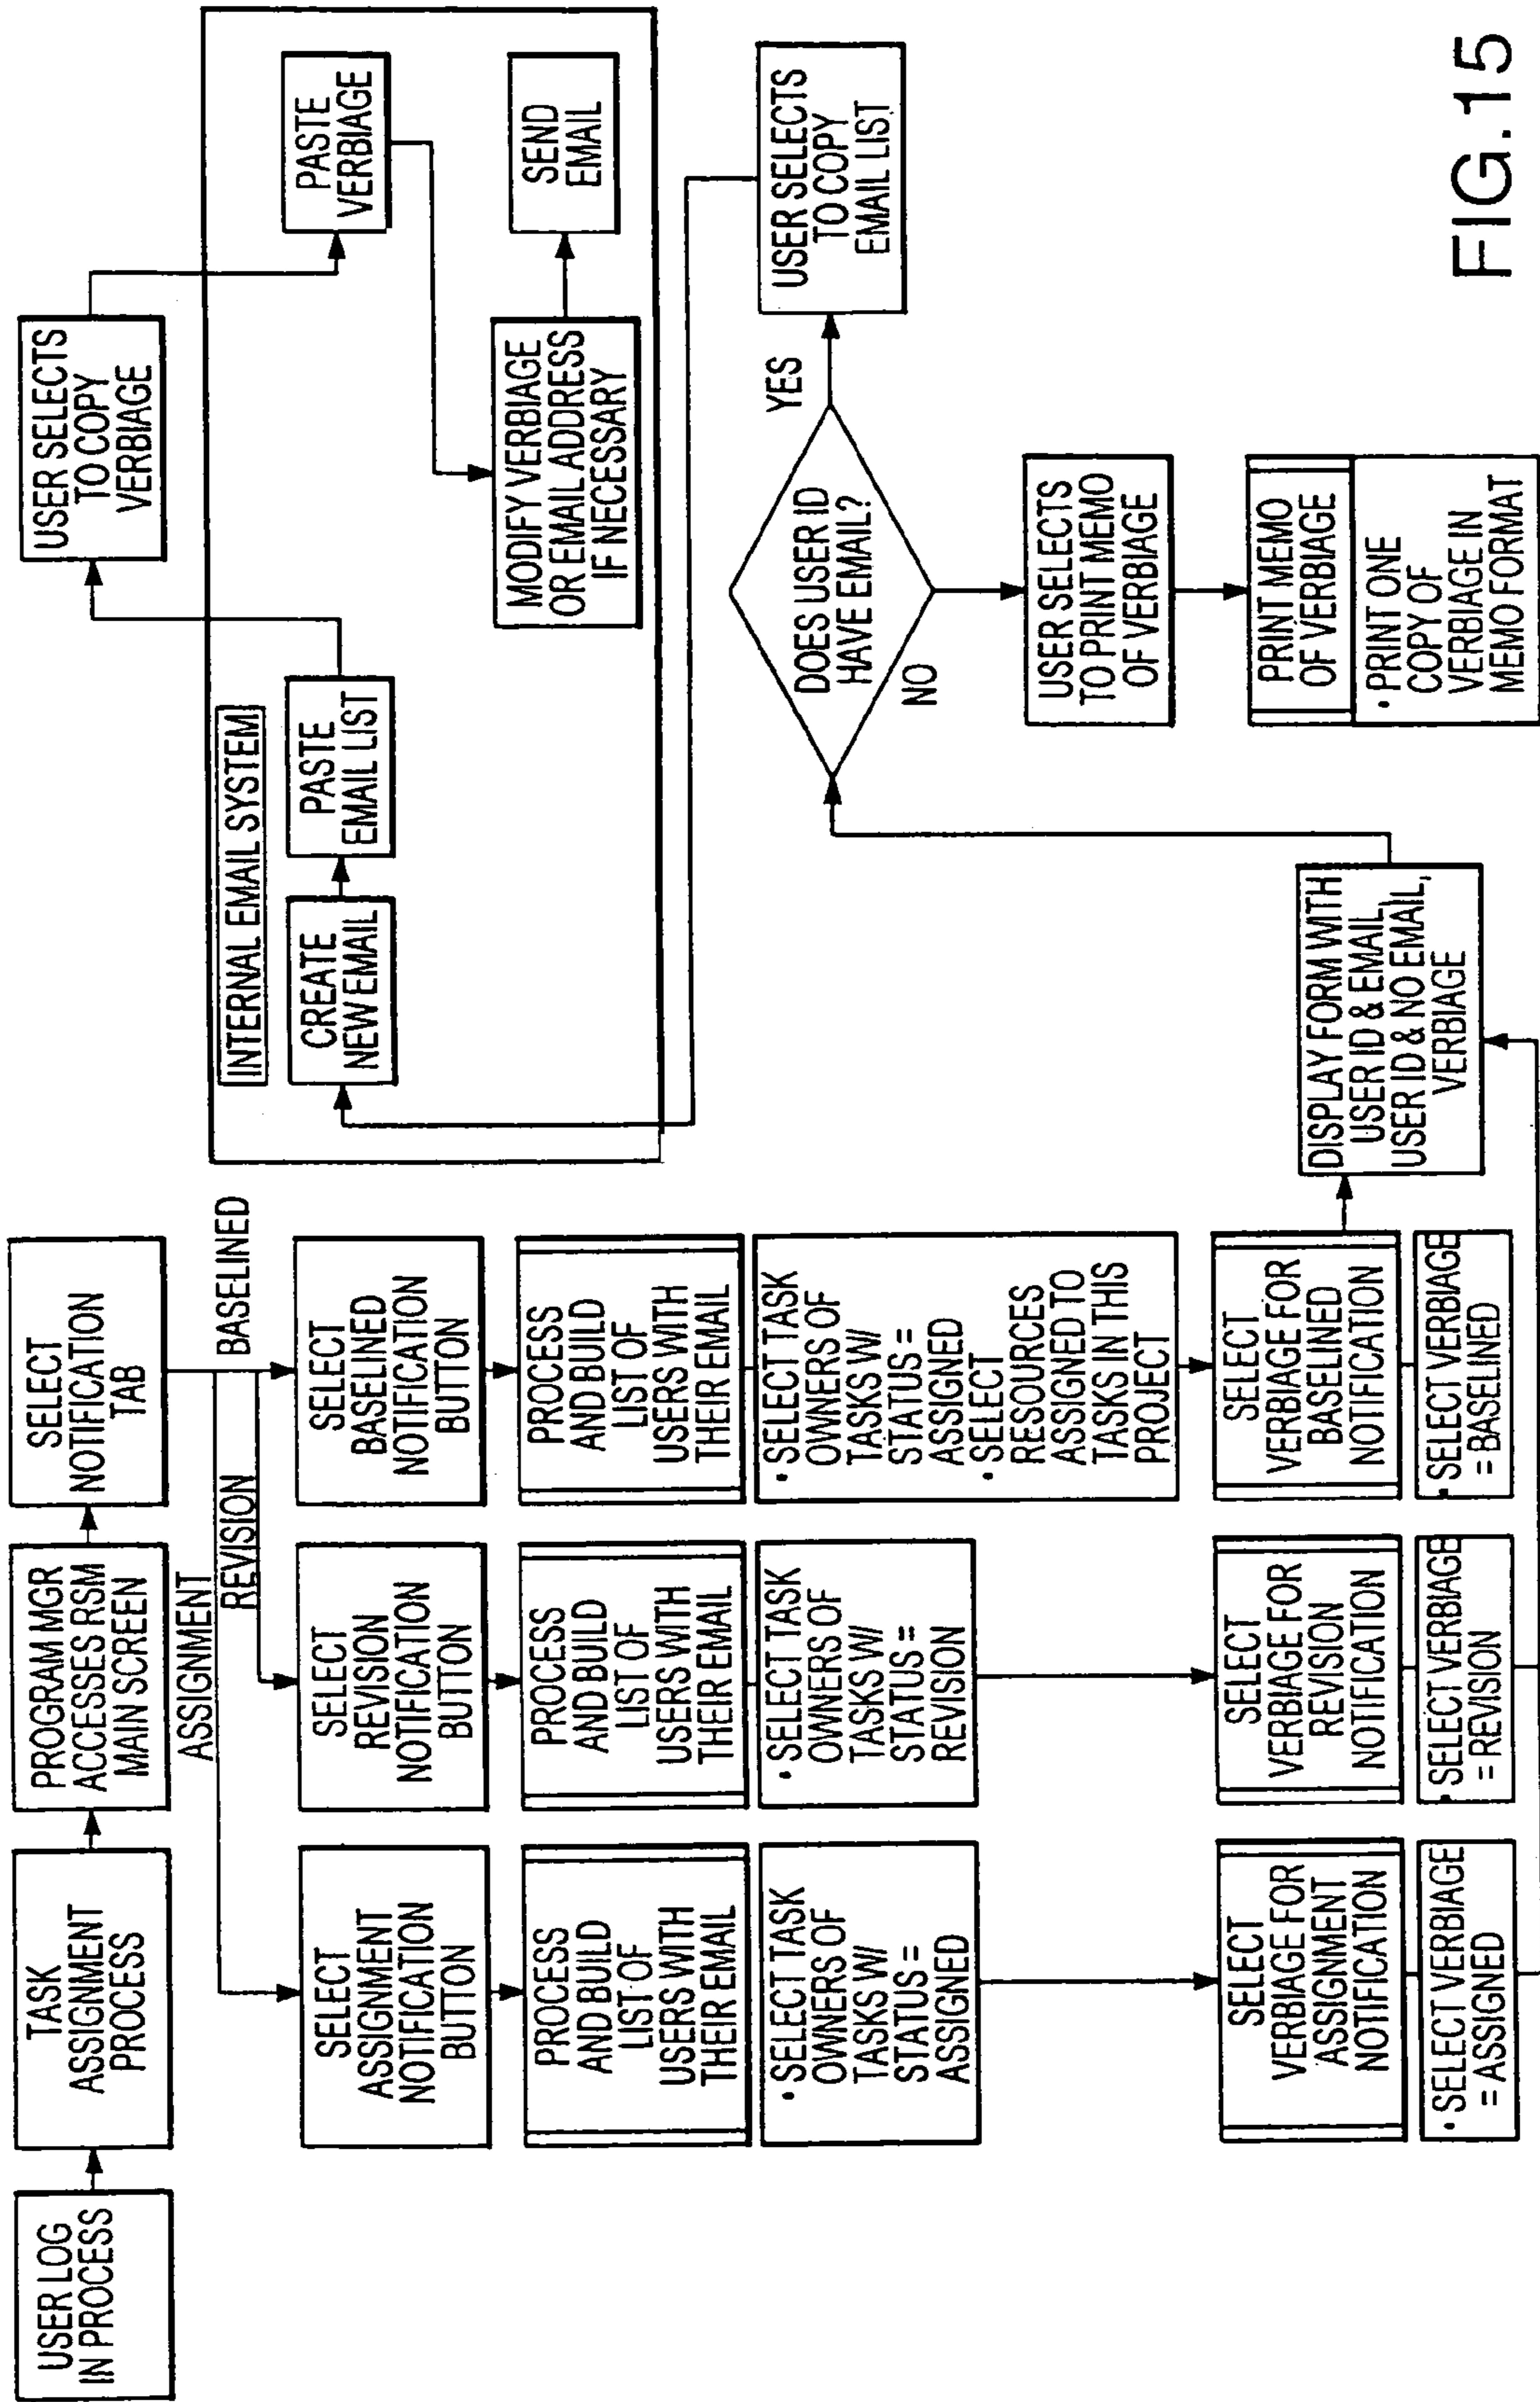 USER LOG
IN PROCESS
TASK
ASSIGNMENT
PROCESS
PROGRAM MGR
ACCESSES RSM
MAIN SCREEN
SELECT
NOTIFICATION
TAB
ASSIGNMENT
REVISION
BASELINED
SELECT
ASSIGNMENT
NOTIFICATION
BUTTON
PROCESS
AND BUILD
LIST OF
USERS WITH
THEIR EMAIL
• SELECT TASK
OWNERS OF
TASKS W/
STATUS =
ASSIGNED
SELECT
VERBIAGE FOR
ASSIGNMENT
NOTIFICATION
• SELECT VERBIAGE
= ASSIGNED
SELECT
REVISION
NOTIFICATION
BUTTON
PROCESS
AND BUILD
LIST OF
USERS WITH
THEIR EMAIL
• SELECT TASK
OWNERS OF
TASKS W/
STATUS =
REVISION
SELECT
VERBIAGE FOR
REVISION
NOTIFICATION
• SELECT VERBIAGE
= REVISION
SELECT
BASELINED
NOTIFICATION
BUTTON
PROCESS
AND BUILD
LIST OF
USERS WITH
THEIR EMAIL
• SELECT TASK
OWNERS OF
TASKS W/
STATUS =
ASSIGNED
• SELECT
RESOURCES
ASSIGNED TO
TASKS IN THIS
PROJECT
SELECT
VERBIAGE FOR
BASELINED
NOTIFICATION
• SELECT VERBIAGE
= BASELINED
DISPLAY FORM WITH
USER ID & EMAIL,
USER ID & NO EMAIL,
VERBIAGE
DOES USER ID
HAVE EMAIL?
YES
NO
USER SELECTS
TO PRINT MEMO
OF VERBIAGE
PRINT MEMO
OF VERBIAGE
• PRINT ONE
COPY OF
VERBIAGE IN
MEMO FORMAT
USER SELECTS
TO COPY
EMAIL LIST
INTERNAL EMAIL SYSTEM
CREATE
NEW EMAIL
PASTE
EMAIL LIST
USER SELECTS
TO COPY
VERBIAGE
PASTE
VERBIAGE
MODIFY VERBIAGE
OR EMAIL ADDRESS
IF NECESSARY
SEND
EMAIL
FIG.15